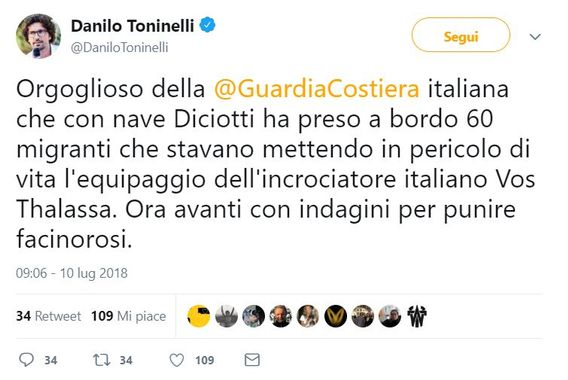 Danilo Toninelli
@DaniloToninelli
Segui
Orgoglioso della @GuardiaCostiera italiana
che con nave Diciotti ha preso a bordo 60
migranti che stavano mettendo in pericolo di
vita l'equipaggio dell'incrociatore italiano Vos
Thalassa. Ora avanti con indagini per punire
facinorosi.
09:06 - 10 lug 2018
34 Retweet 109 Mi piace
34 34 109